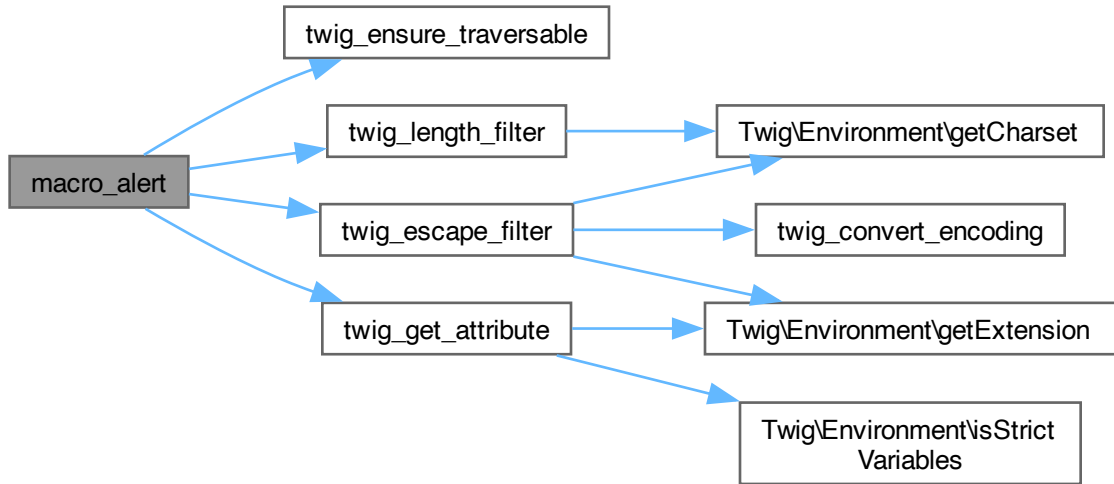 twig_ensure_traversable
twig_length_filter
Twig\Environment\getCharset
macro_alert
twig_escape_filter
twig_convert_encoding
twig_get_attribute
Twig\Environment\getExtension
Twig\Environment\isStrict
Variables